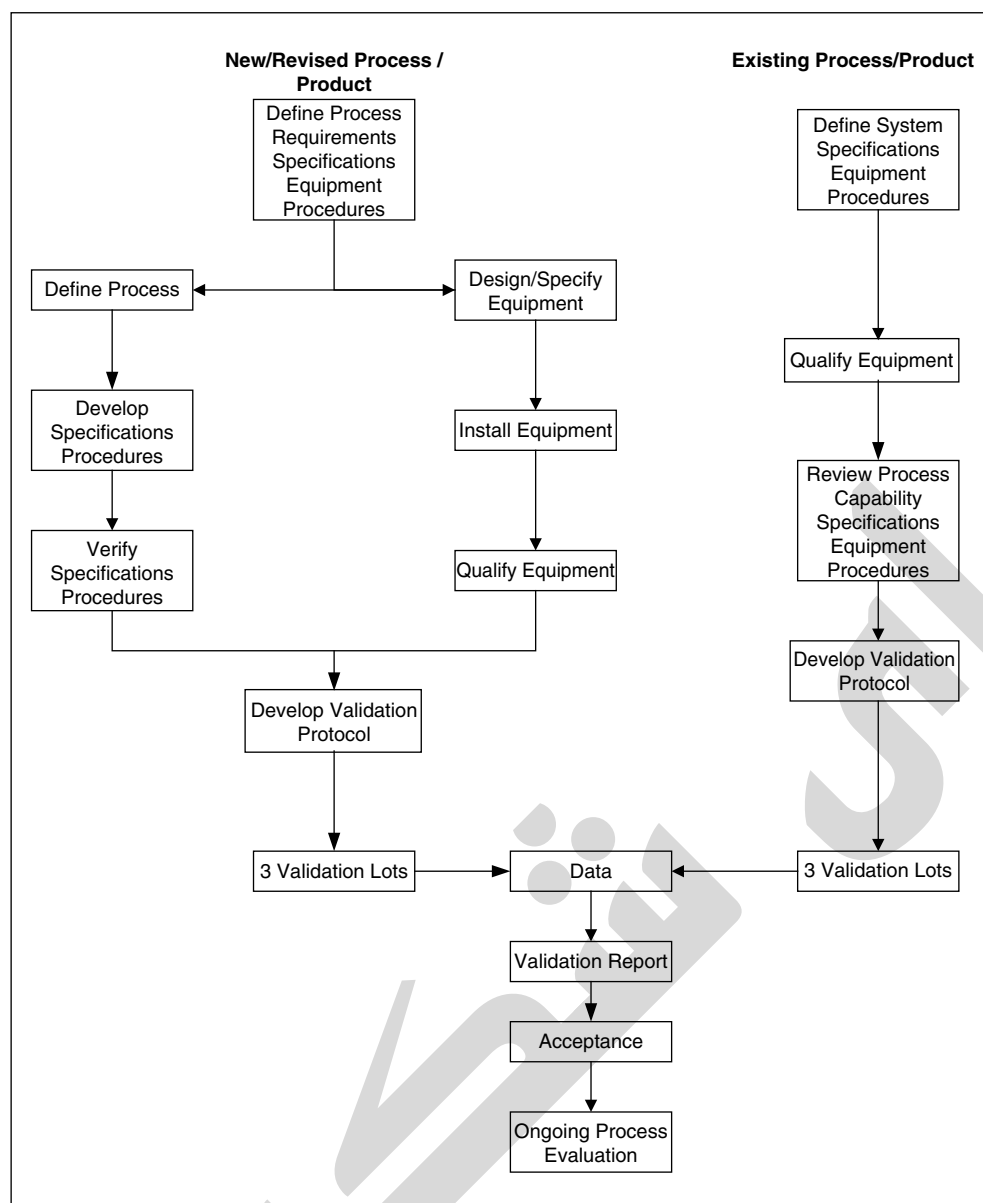 New/Revised Process /
Product
Define Process
Requirements
Specifications
Equipment
Procedures
Define Process
Develop
Specifications
Procedures
Verify
Specifications
Procedures
Design/Specify
Equipment
Install Equipment
Qualify Equipment
Develop Validation
Protocol
3 Validation Lots
Existing Process/Product
Define System
Specifications
Equipment
Procedures
Qualify Equipment
Review Process
Capability
Specifications
Equipment
Procedures
Develop Validation
Protocol
3 Validation Lots
Data
Validation Report
Acceptance
Ongoing Process
Evaluation